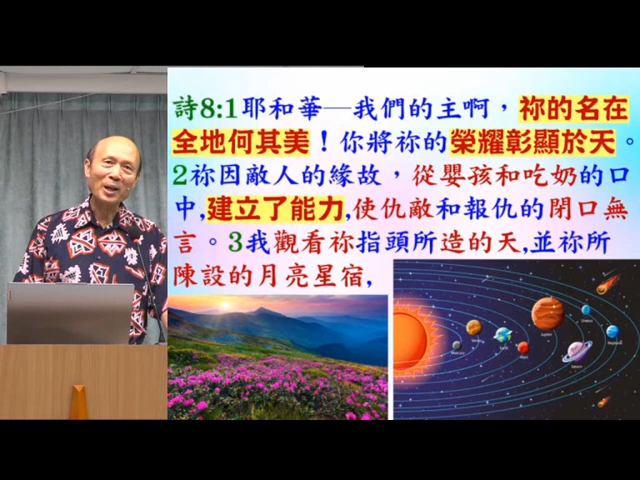 詩8:1耶和華─我們的主啊，祢的名在
全地何其美！你將祢的榮耀彰顯於天。
2祢因敵人的緣故，從嬰孩和吃奶的口
中,建立了能力,使仇敵和報仇的閉口無
言。3我觀看祢指頭所造的天,並祢所
陳設的月亮星宿,